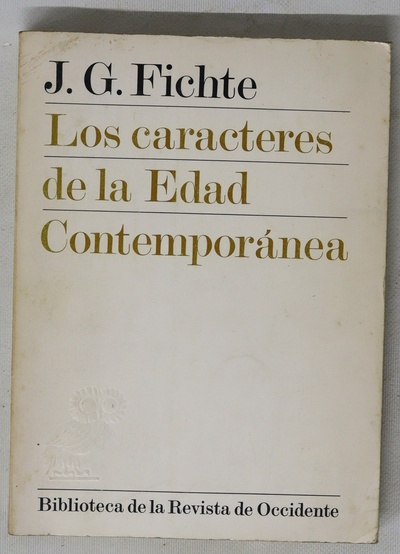 J. G. Fichte
Los caracteres
de la Edad
Contemporánea
Biblioteca de la Revista de Occidente